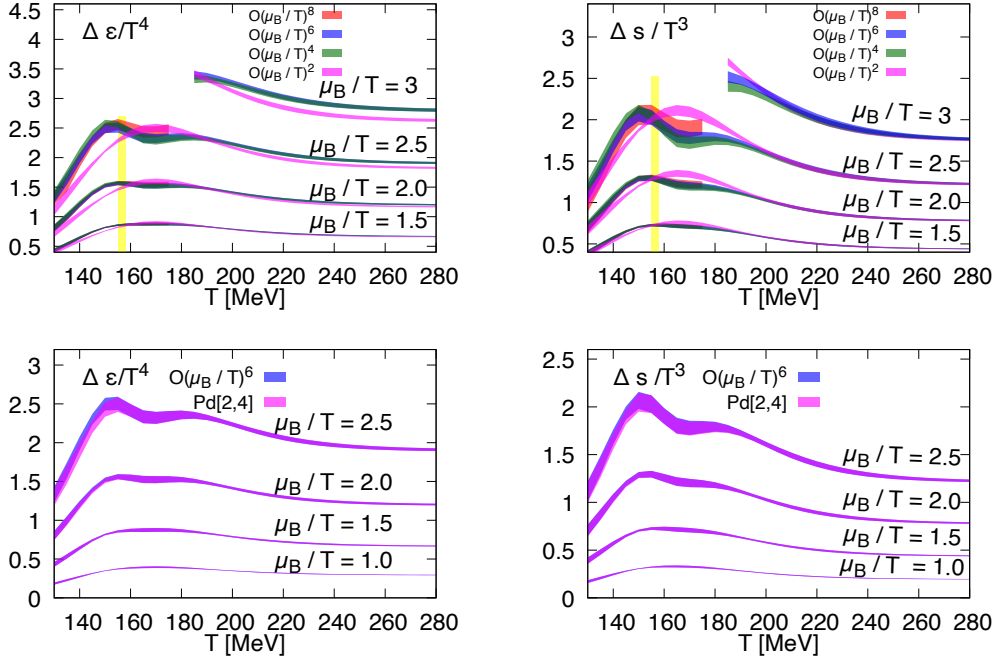 Δ ε/T⁴
O(μB/T)⁸
O(μB/T)⁶
O(μB/T)⁴
O(μB/T)²
μB / T = 3
μB / T = 2.5
μB / T = 2.0
μB / T = 1.5
4.5
4
3.5
3
2.5
2
1.5
1
0.5
140 160 180 200 220 240 260 280
T [MeV]
Δ s / T³
O(μB/T)⁸
O(μB/T)⁶
O(μB/T)⁴
O(μB/T)²
μB / T = 3
μB / T = 2.5
μB / T = 2.0
μB / T = 1.5
3
2.5
2
1.5
1
0.5
140 160 180 200 220 240 260 280
T [MeV]
Δ ε/T⁴
O(μB / T)⁶
Pd[2,4]
μB / T = 2.5
μB / T = 2.0
μB / T = 1.5
μB / T = 1.0
3
2.5
2
1.5
1
0.5
0
140 160 180 200 220 240 260 280
T [MeV]
Δ s /T³
O(μB / T)⁶
Pd[2,4]
μB / T = 2.5
μB / T = 2.0
μB / T = 1.5
μB / T = 1.0
3
2.5
2
1.5
1
0.5
0
140 160 180 200 220 240 260 280
T [MeV]